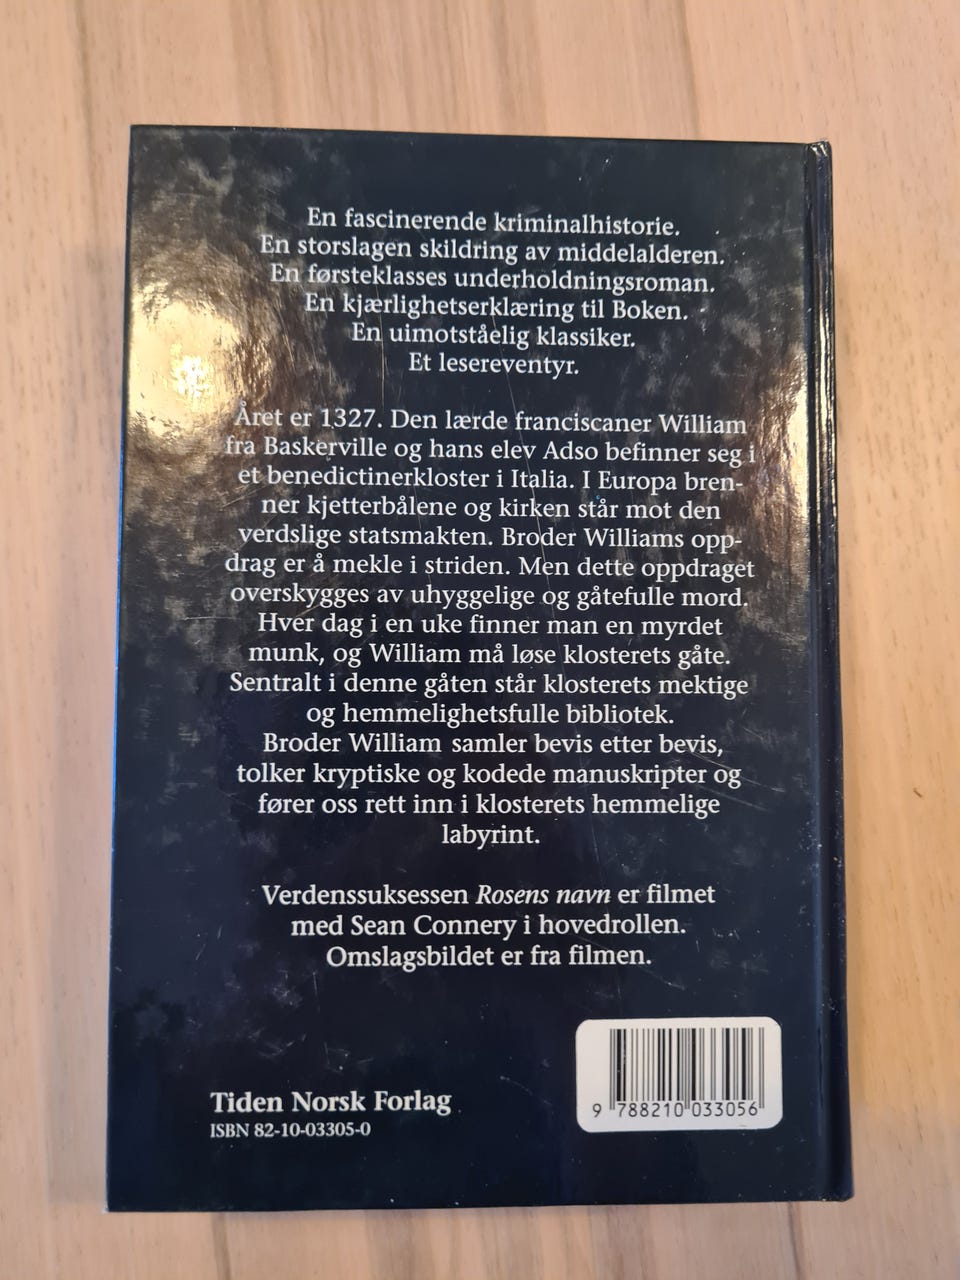 En fascinerende kriminalhistorie.
En storslagen skildring av middelalderen.
En førsteklasses underholdningsroman.
En kjærlighetserklæring til Boken.
En uimotståelig klassiker.
Et lesereventyr.
Året er 1327. Den lærde franciscaner William
fra Baskerville og hans elev Adso befinner seg i
et benedictinerkloster i Italia. I Europa bren-
ner kjetterbålene og kirken står mot den
verdslige statsmakten. Broder Williams opp-
drag er å mekle i striden. Men dette oppdraget
overskygges av uhyggelige og gåtefulle mord.
Hver dag i en uke finner man en myrdet
munk, og William må løse klosterets gåte.
Sentralt i denne gåten står klosterets mektige
og hemmelighetsfulle bibliotek.
Broder William samler bevis etter bevis,
tolker kryptiske og kodede manuskripter og
fører oss rett inn i klosterets hemmelige
labyrint.
Verdenssuksessen Rosens navn er filmet
med Sean Connery i hovedrollen.
Omslagsbildet er fra filmen.
Tiden Norsk Forlag
ISBN 82-10-03305-0
9 788210 033056